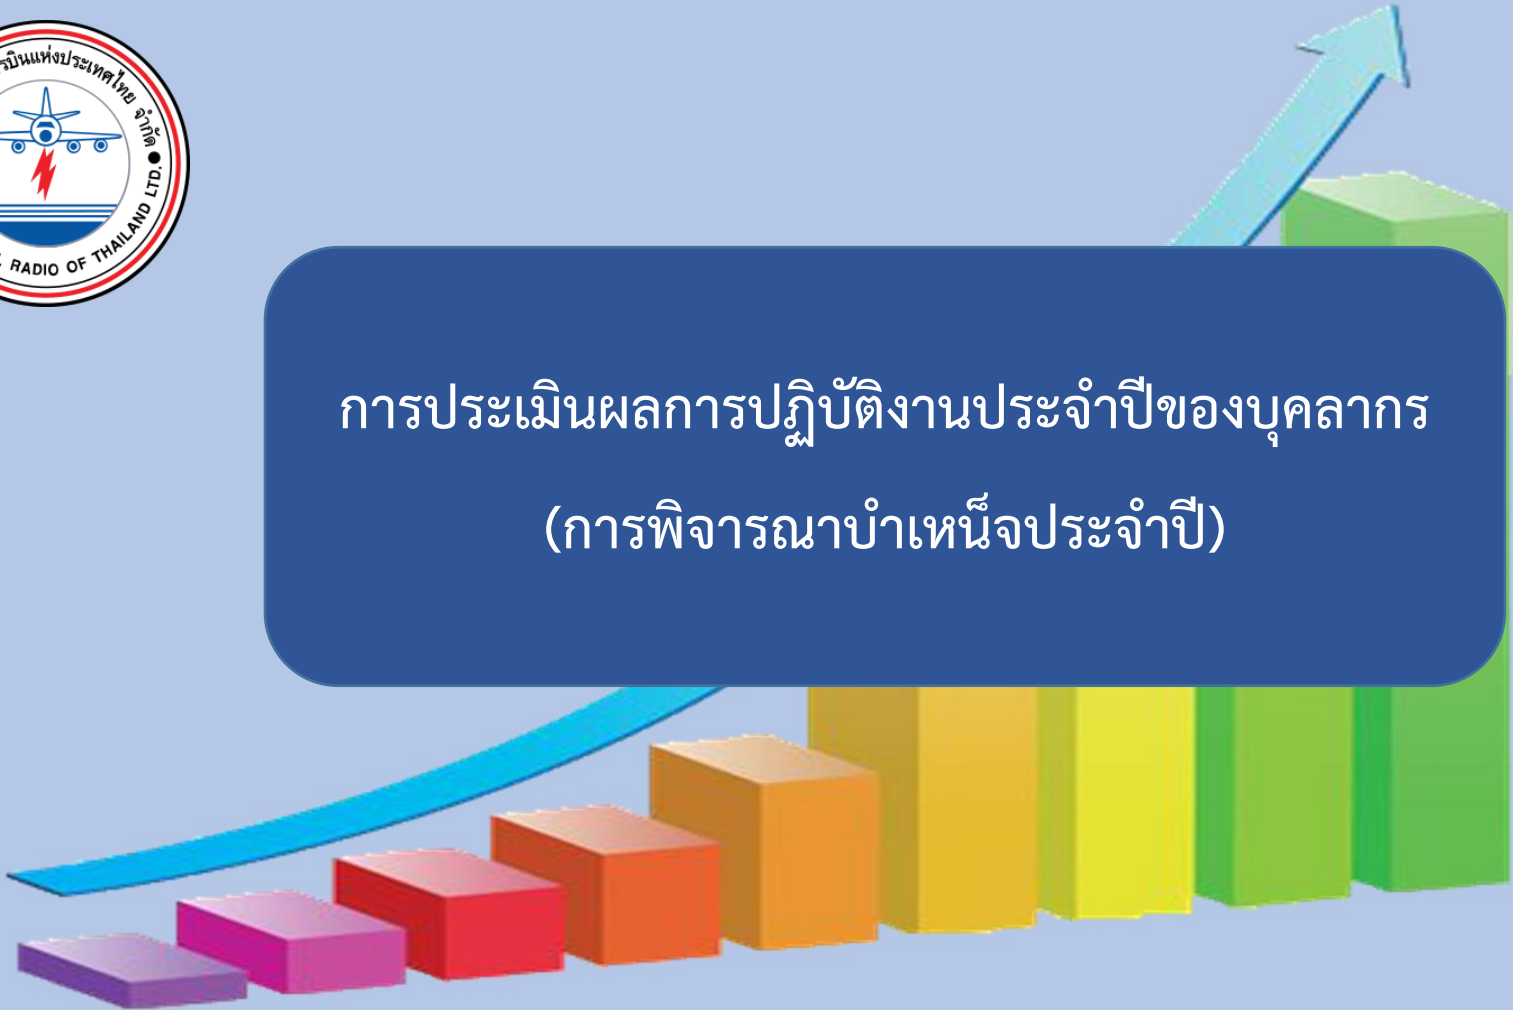 การบินแห่งประเทศไทย จำกัด
RADIO OF THAILAND LTD.
การประเมินผลการปฏิบัติงานประจำปีของบุคลากร
(การพิจารณาบำเหน็จประจำปี)